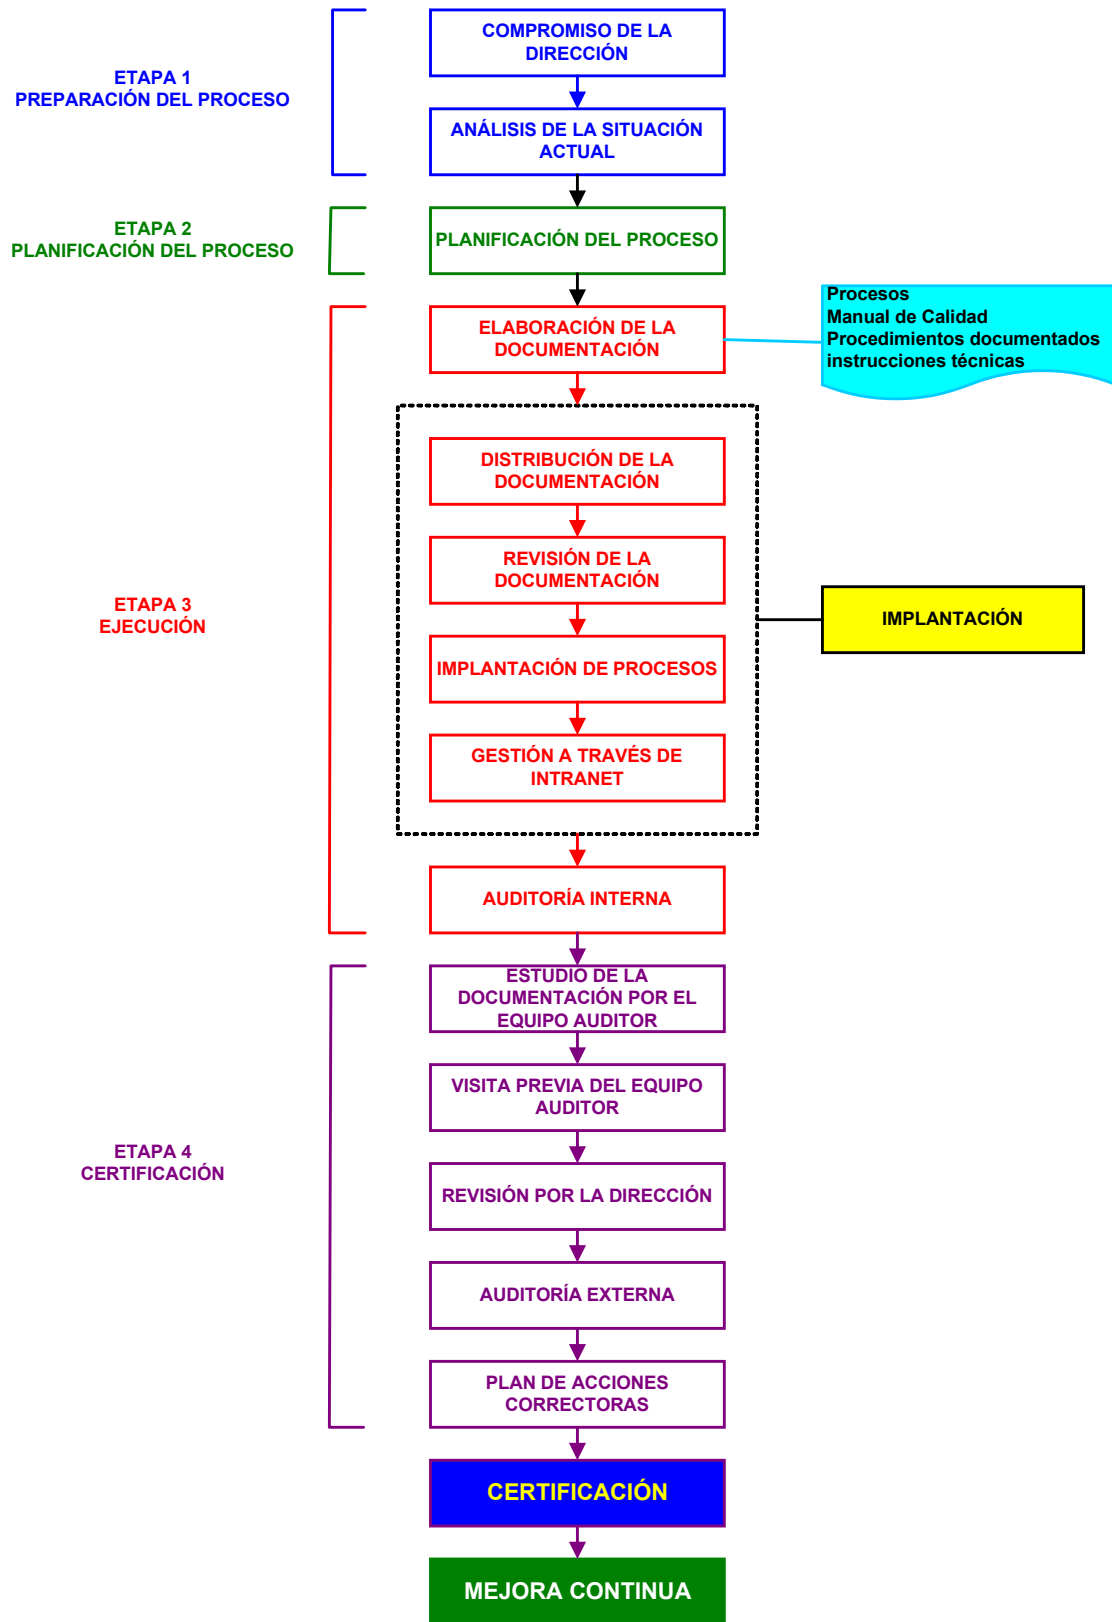 COMPROMISO DE LA
DIRECCIÓN
ETAPA 1
PREPARACIÓN DEL PROCESO
ANÁLISIS DE LA SITUACIÓN
ACTUAL
ETAPA 2
PLANIFICACIÓN DEL PROCESO
PLANIFICACIÓN DEL PROCESO
ELABORACIÓN DE LA
DOCUMENTACIÓN
Procesos
Manual de Calidad
Procedimientos documentados
instrucciones técnicas
DISTRIBUCIÓN DE LA
DOCUMENTACIÓN
REVISIÓN DE LA
DOCUMENTACIÓN
ETAPA 3
EJECUCIÓN
IMPLANTACIÓN
IMPLANTACIÓN DE PROCESOS
GESTIÓN A TRAVÉS DE
INTRANET
AUDITORÍA INTERNA
ESTUDIO DE LA
DOCUMENTACIÓN POR EL
EQUIPO AUDITOR
VISITA PREVIA DEL EQUIPO
AUDITOR
ETAPA 4
CERTIFICACIÓN
REVISIÓN POR LA DIRECCIÓN
AUDITORÍA EXTERNA
PLAN DE ACCIONES
CORRECTORAS
CERTIFICACIÓN
MEJORA CONTINUA